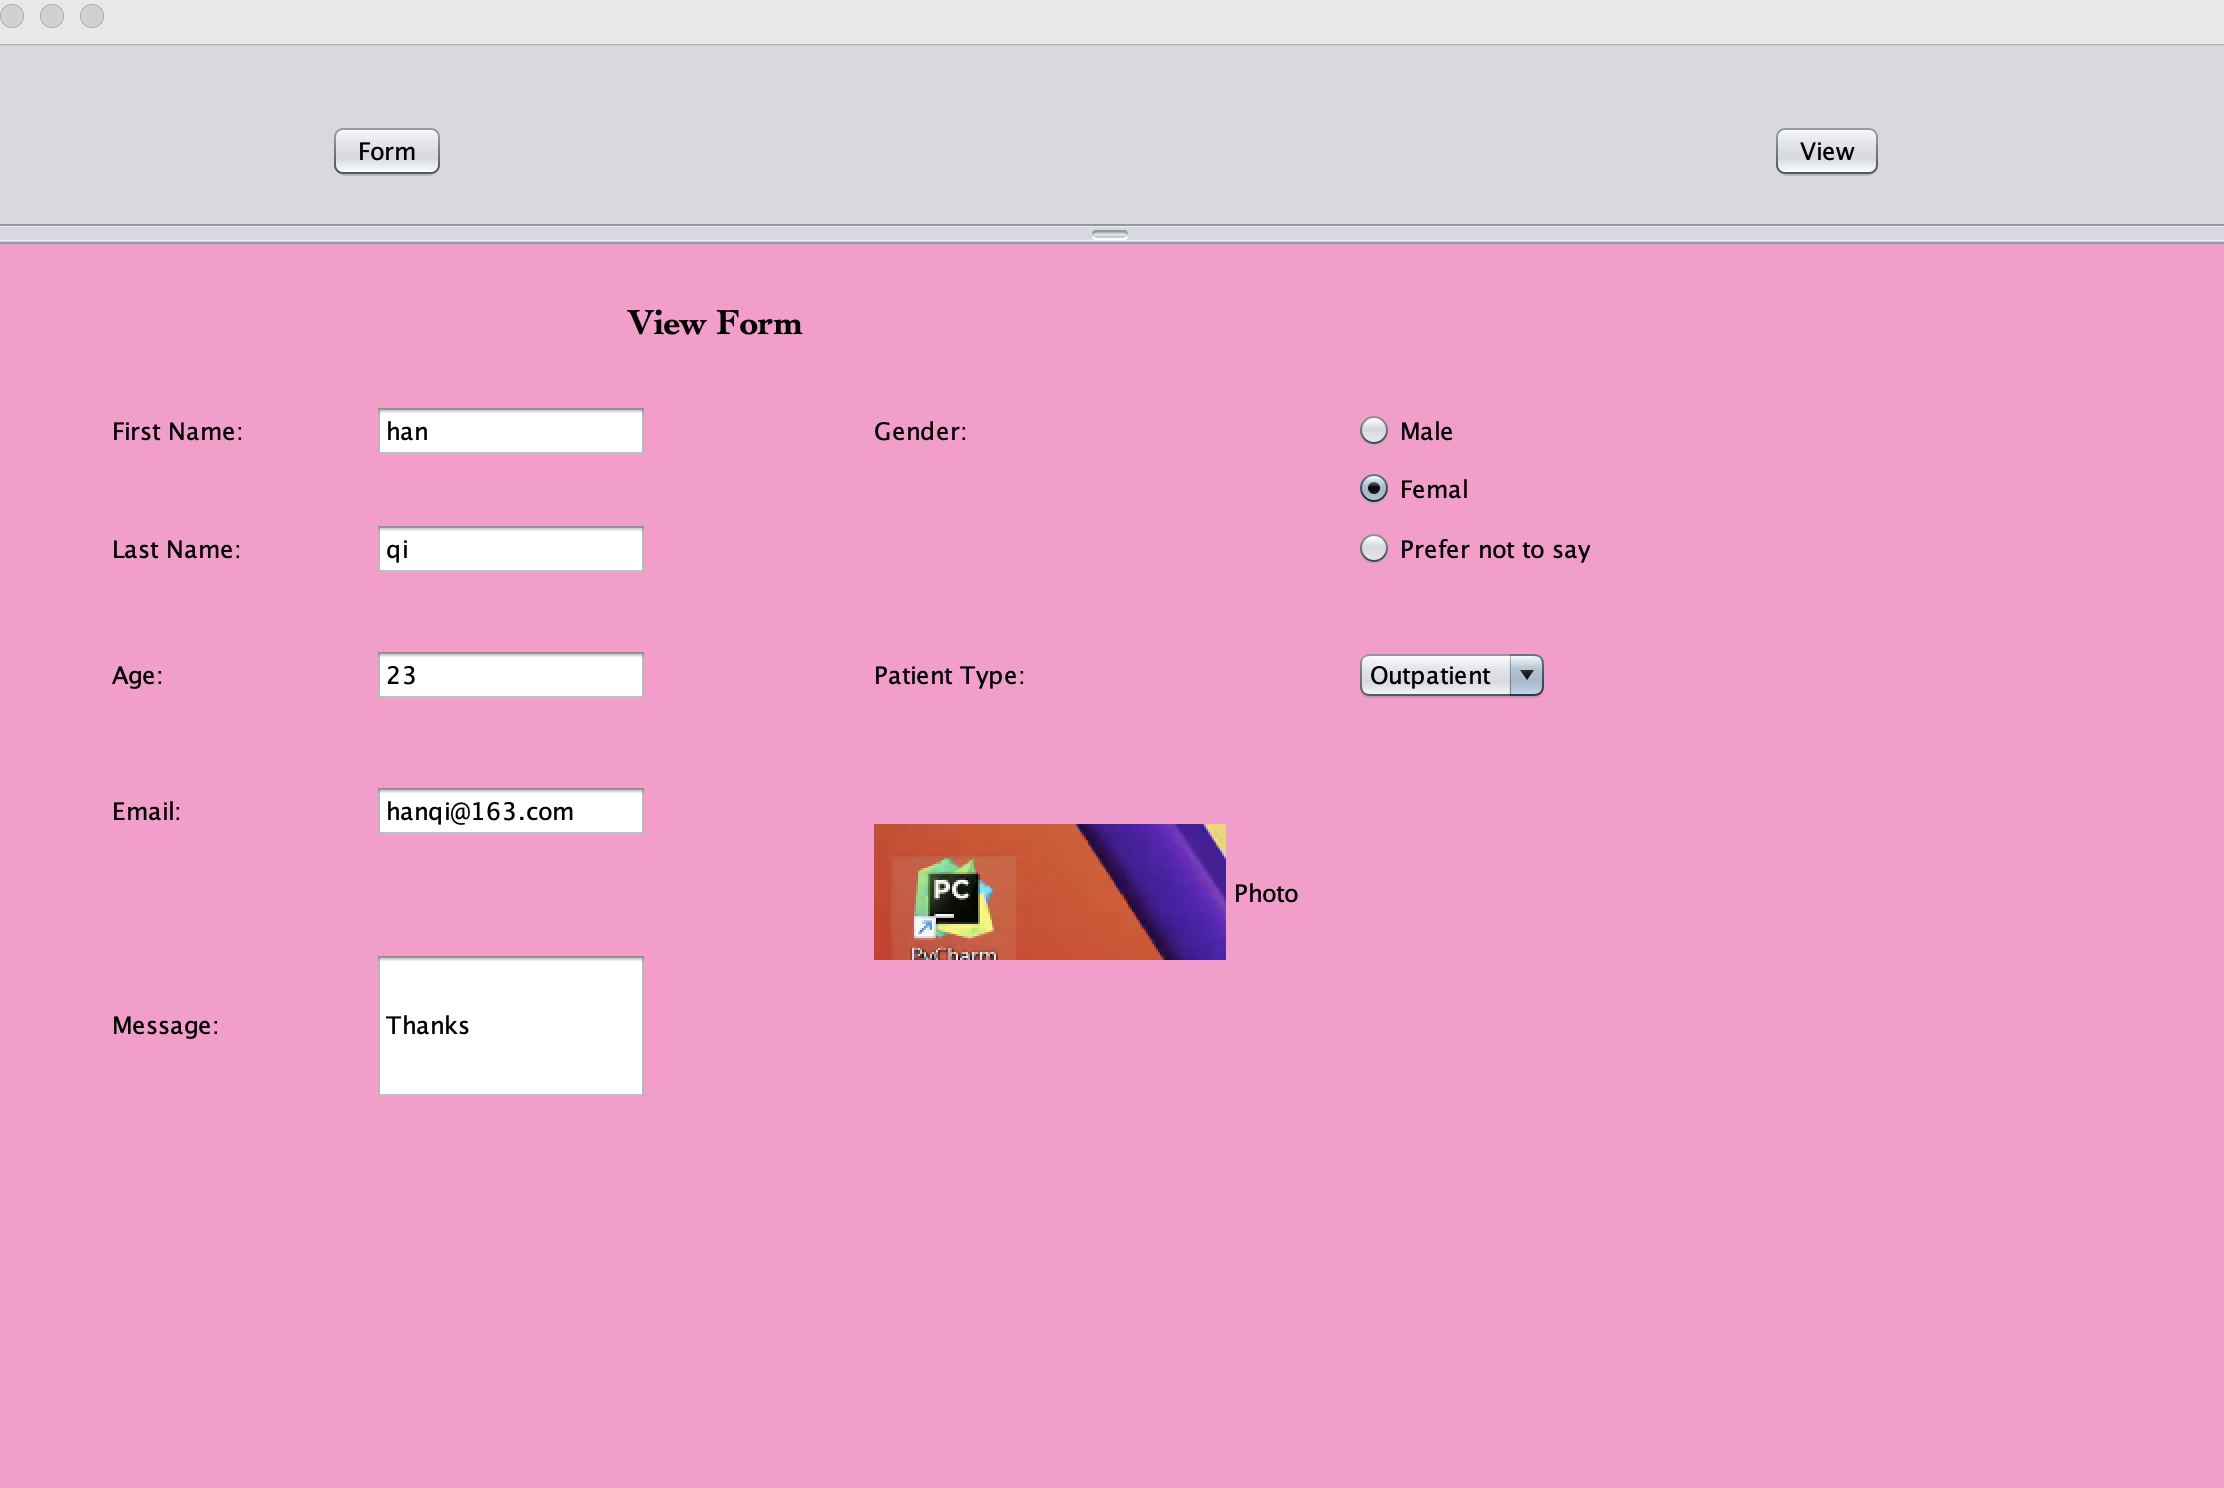 Form
View
View Form
First Name:
han
Gender:
Male
Femal
Last Name:
qi
Prefer not to say
Age:
23
Patient Type:
Outpatient
Email:
hanqi@163.com
PC
Photo
PyCharm
Message:
Thanks